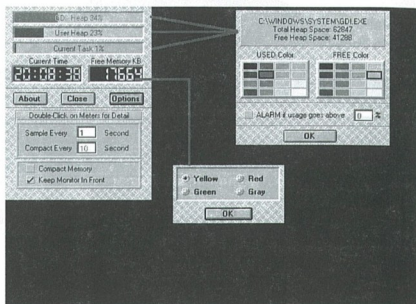 GDI Heap 34%
User Heap 23%
Current Task 1%
Current Time Free Memory KB
20:08:38 17664
About Close Options
Double-Click on Meters for Detail
Sample Every 1 Second
Compact Every 10 Second
Compact Memory
Keep Monitor In Front
C:\WINDOWS\SYSTEM\GDI.EXE
Total Heap Space: 62847
Free Heap Space: 41288
USED Color FREE Color
ALARM if usage goes above 0 %
OK
Yellow Red
Green Gray
OK